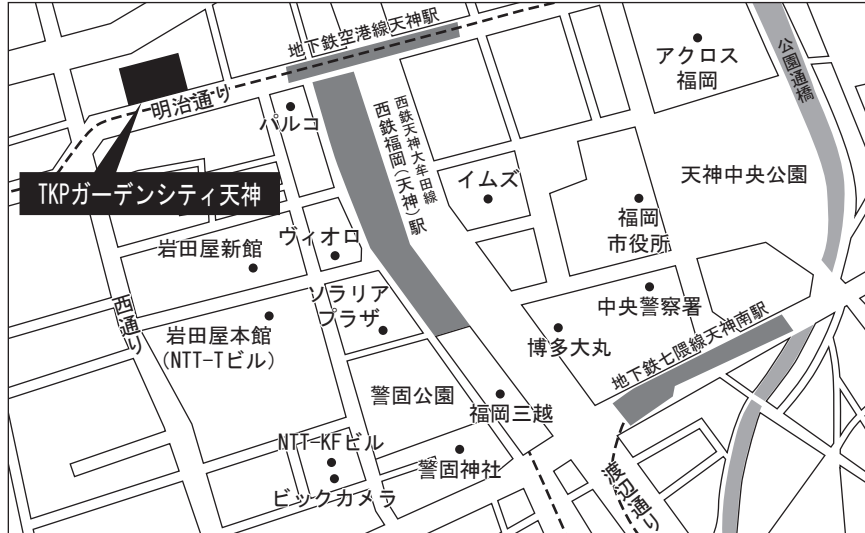 地下鉄空港線天神駅
アクロス
福岡
公園通橋
明治通り
パルコ
西鉄天神大牟田線
西鉄福岡(天神)駅
TKPガーデンシティ天神
イムズ
天神中央公園
福岡
市役所
岩田屋新館
ヴィオロ
中央警察署
ソラリア
プラザ
西通り
岩田屋本館
(NTT-Tビル)
博多大丸
地下鉄七隈線天神南駅
警固公園
福岡三越
NTT-KFビル
警固神社
ビックカメラ
渡辺通り